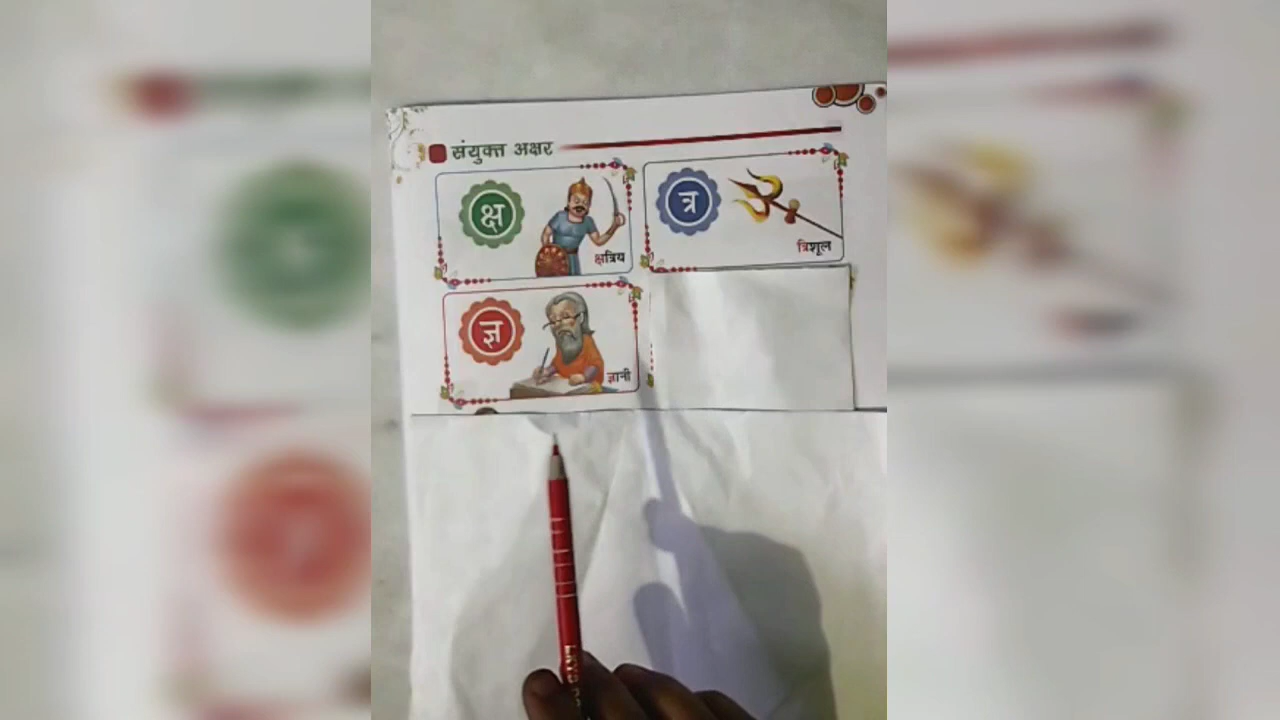 संयुक्त अक्षर
क्ष
क्षत्रिय
त्र
त्रिशूल
ज्ञ
ज्ञानी